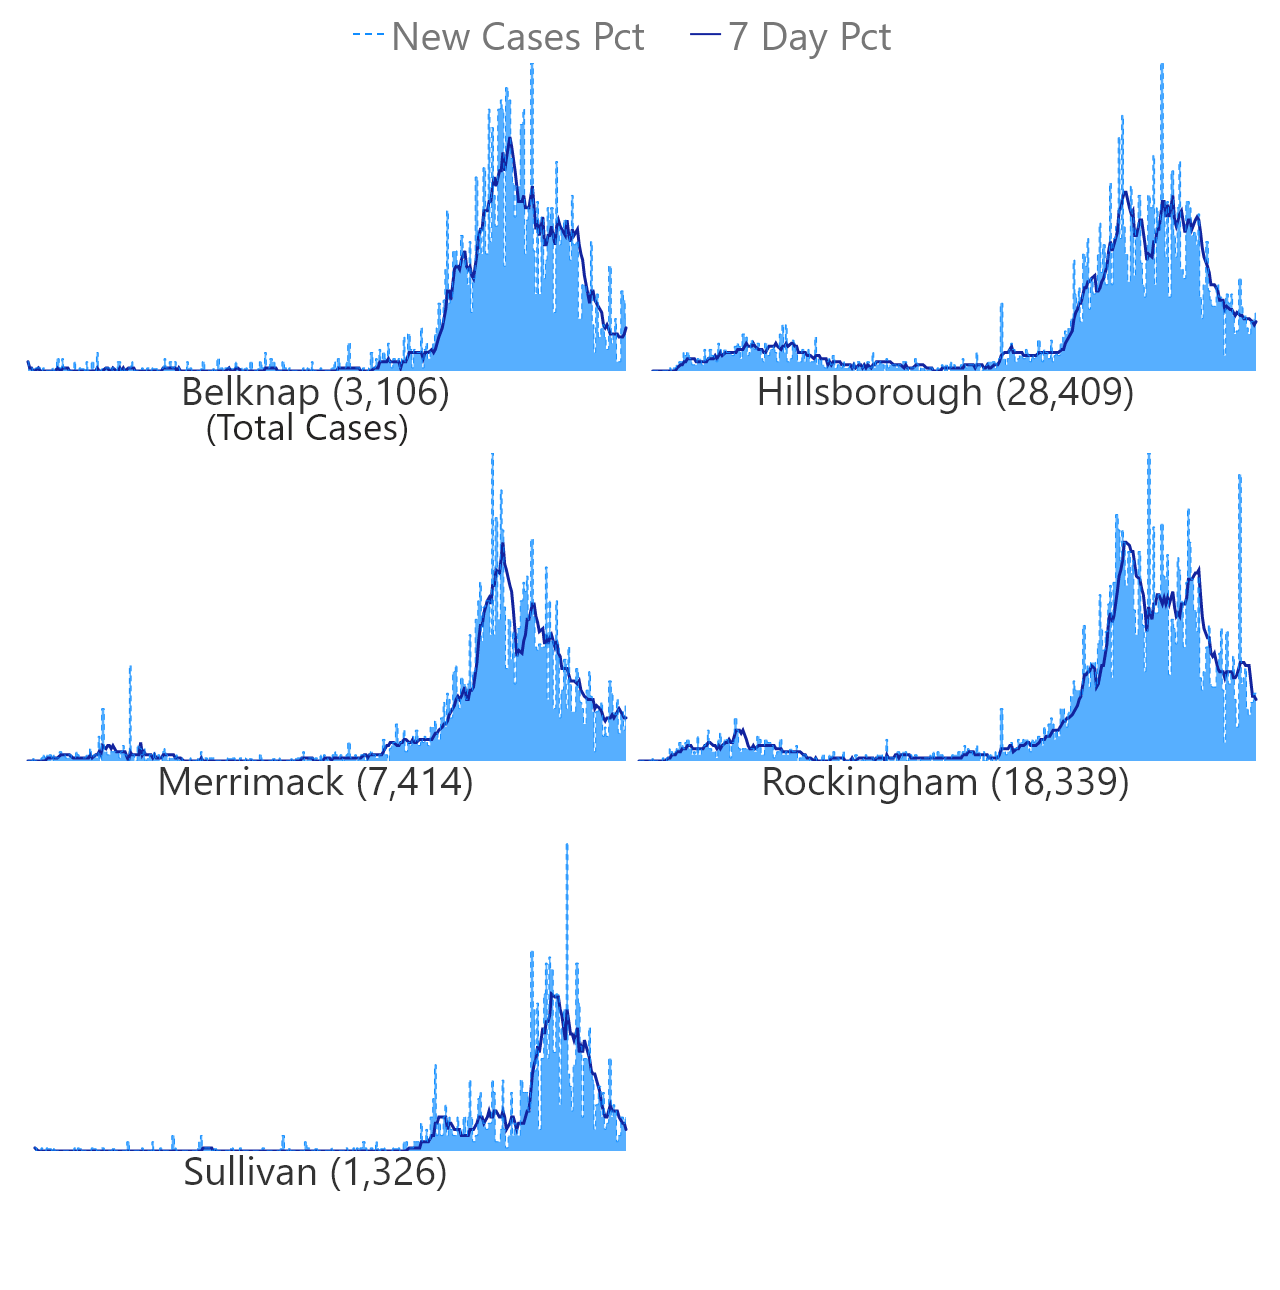 New Cases Pct 7 Day Pct
Belknap (3,106)
(Total Cases)
Hillsborough (28,409)
Merrimack (7,414)
Rockingham (18,339)
Sullivan (1,326)